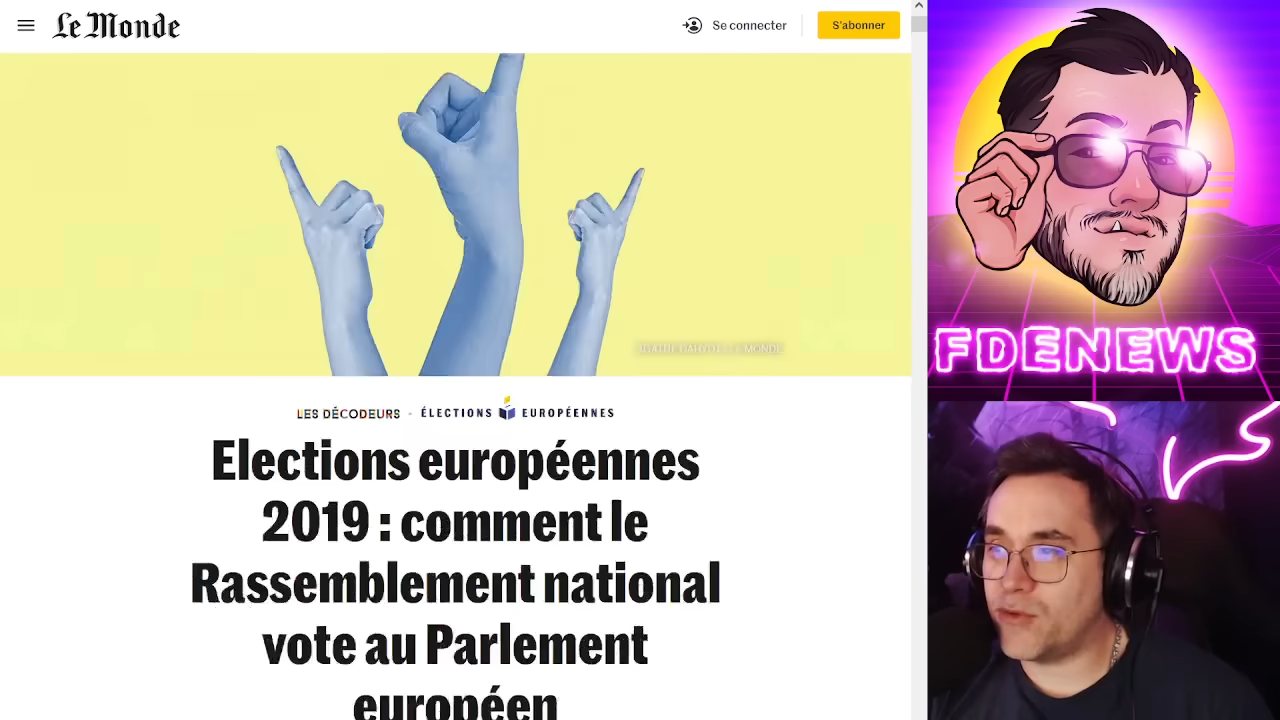 Le Monde
Se connecter
S'abonner
LES DÉCODEURS - ÉLECTIONS EUROPÉENNES
Elections européennes
2019 : comment le
Rassemblement national
vote au Parlement
européen
FDENEWS